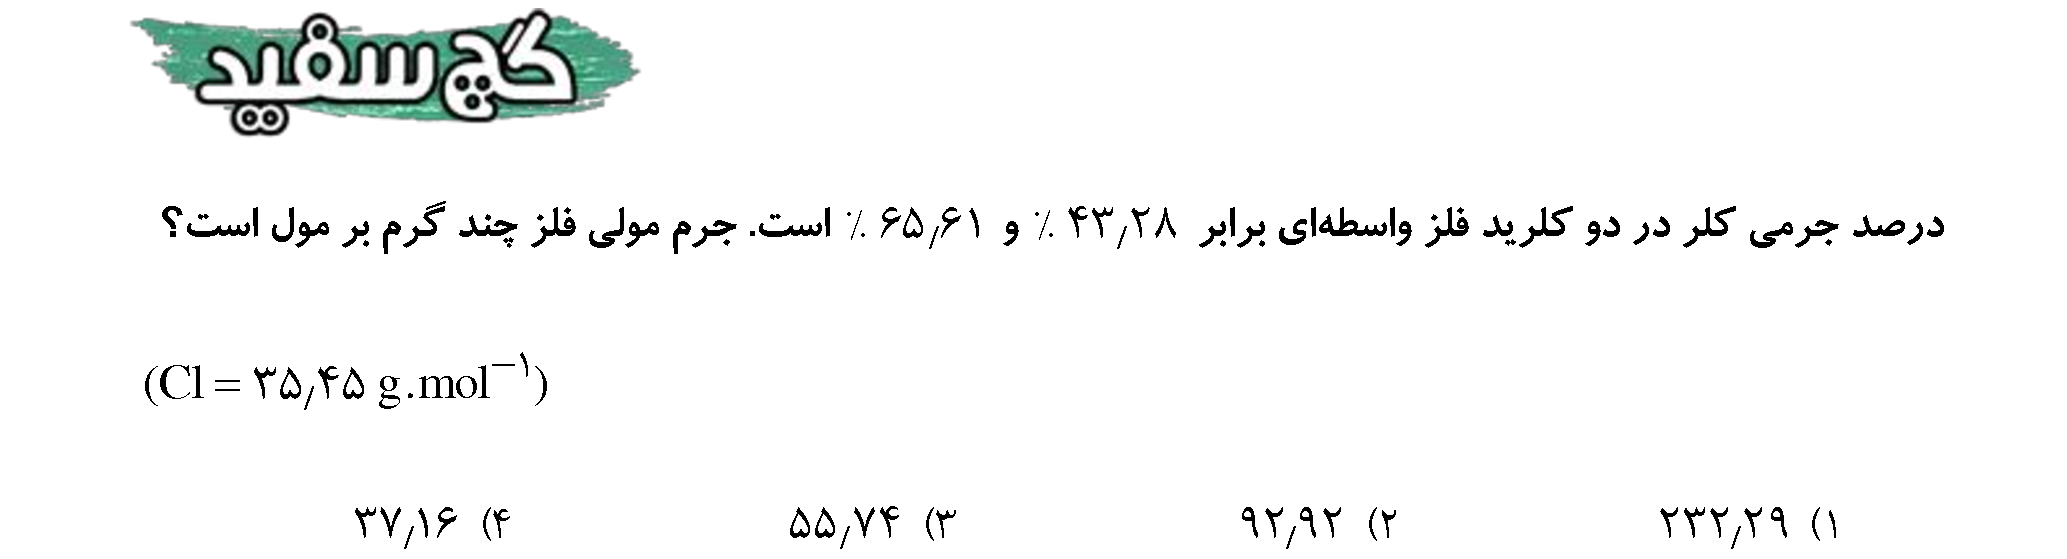 گچ سفید
درصد جرمی کلر در دو کلرید فلز واسطه‌ای برابر ۴۳٫۲۸ ٪ و ۶۵٫۶۱ ٪ است. جرم مولی فلز چند گرم بر مول است؟
(Cl = ۳۵٫۴۵ g.mol⁻¹)
۱) ۲۳۲٫۲۹ ۲) ۹۲٫۹۲ ۳) ۵۵٫۷۴ ۴) ۳۷٫۱۶